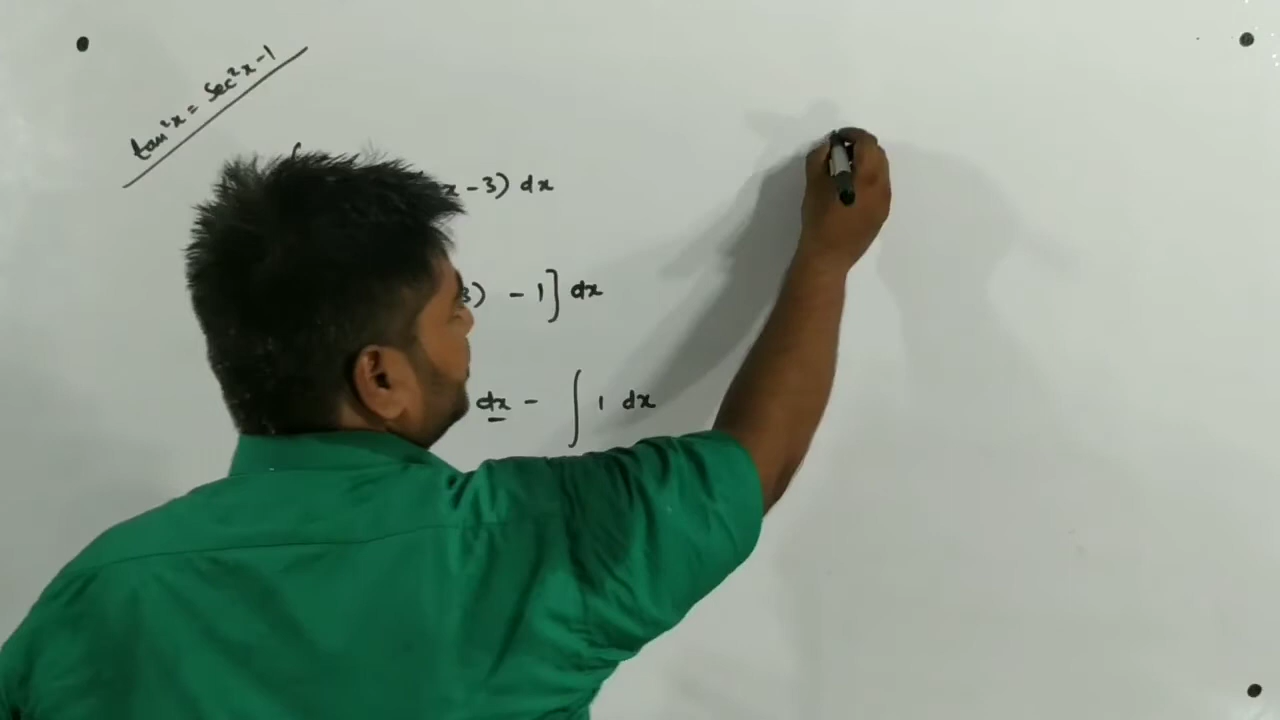 tan²x = Sec²x-1
x - 3) dx
3) - 1] dx
dx - ∫ 1 dx